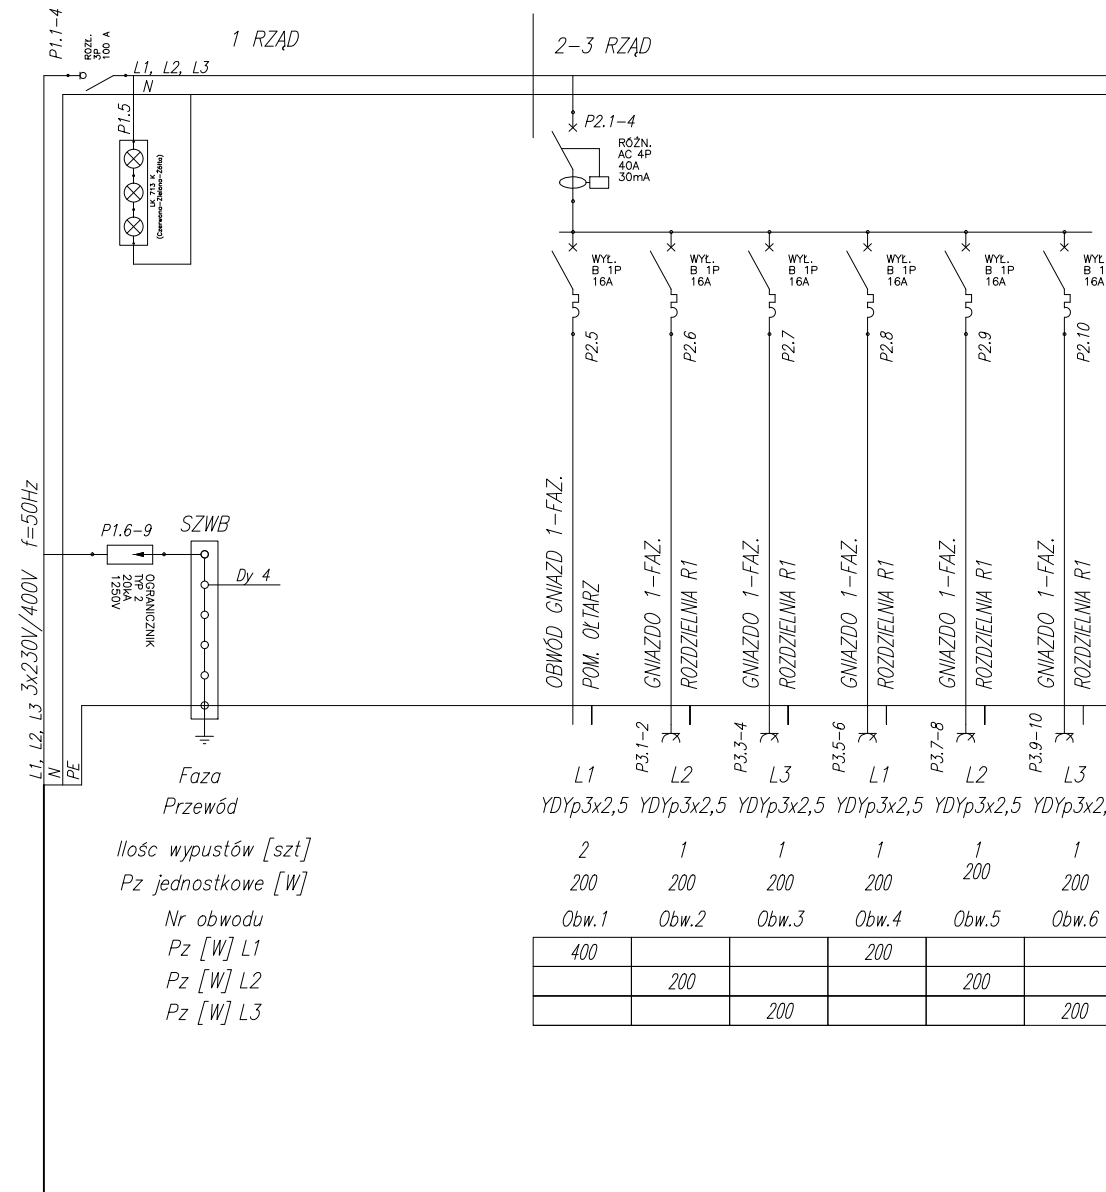 P1.1-4
ROZŁ.
3P
100 A
1 RZĄD
2-3 RZĄD
L1, L2, L3
N
P1.5
LK 713 K
(Czerwona-Zielona-Żółta)
P2.1-4
RÓŻN.
AC 4P
40A
30mA
WYŁ.
B 1P
16A
WYŁ.
B 1P
16A
WYŁ.
B 1P
16A
WYŁ.
B 1P
16A
WYŁ.
B 1P
16A
WYŁ
B 1
16A
P2.5
P2.6
P2.7
P2.8
P2.9
P2.10
L1, L2, L3 3x230V/400V f=50Hz
N
PE
P1.6-9
OGRANICZNIK
TYP 2
20kA
1250V
SZWB
Dy 4
OBWÓD GNIAZD 1-FAZ.
POM. OŁTARZ
GNIAZDO 1-FAZ.
ROZDZIELNIA R1
GNIAZDO 1-FAZ.
ROZDZIELNIA R1
GNIAZDO 1-FAZ.
ROZDZIELNIA R1
GNIAZDO 1-FAZ.
ROZDZIELNIA R1
GNIAZDO 1-FAZ.
ROZDZIELNIA R1
P3.1-2
P3.3-4
P3.5-6
P3.7-8
P3.9-10
Faza L1 L2 L3 L1 L2 L3
Przewód YDYp3x2,5 YDYp3x2,5 YDYp3x2,5 YDYp3x2,5 YDYp3x2,5 YDYp3x2,
Ilośc wypustów [szt] 2 1 1 1 1 1
Pz jednostkowe [W] 200 200 200 200 200 200
Nr obwodu Obw.1 Obw.2 Obw.3 Obw.4 Obw.5 Obw.6
Pz [W] L1 400 200
Pz [W] L2 200 200
Pz [W] L3 200 200